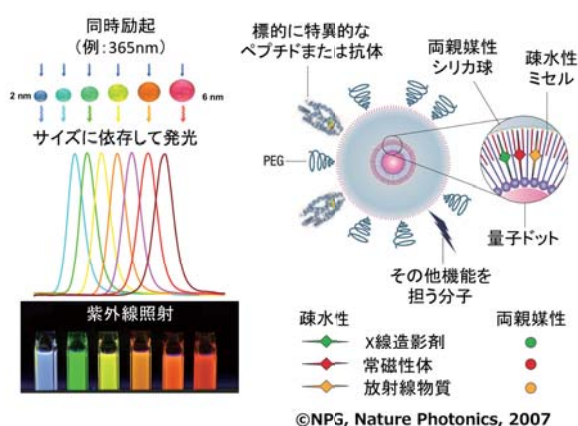 同時励起
(例:365nm)
2 nm
6 nm
サイズに依存して発光
紫外線照射
標的に特異的な
ペプチドまたは抗体
両親媒性
シリカ球
疎水性
ミセル
PEG
量子ドット
その他機能を
担う分子
疎水性
両親媒性
X線造影剤
常磁性体
放射線物質
©NPG, Nature Photonics, 2007